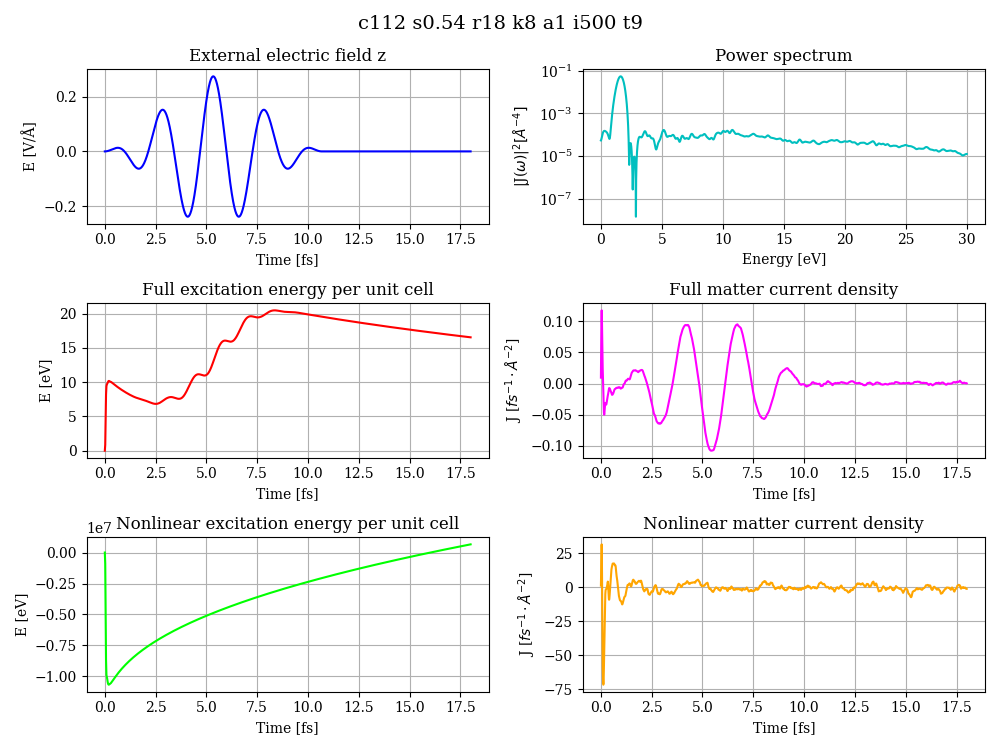 c112 s0.54 r18 k8 a1 i500 t9
External electric field z
E [V/Å]
0.2
0.0
−0.2
0.0 2.5 5.0 7.5 10.0 12.5 15.0 17.5
Time [fs]
Power spectrum
|J(ω)|²[Å⁻⁴]
10⁻¹
10⁻³
10⁻⁵
10⁻⁷
0 5 10 15 20 25 30
Energy [eV]
Full excitation energy per unit cell
E [eV]
20
15
10
5
0
0.0 2.5 5.0 7.5 10.0 12.5 15.0 17.5
Time [fs]
Full matter current density
J [fs⁻¹ · Å⁻²]
0.10
0.05
0.00
−0.05
−0.10
0.0 2.5 5.0 7.5 10.0 12.5 15.0 17.5
Time [fs]
Nonlinear excitation energy per unit cell
1e7
E [eV]
0.00
−0.25
−0.50
−0.75
−1.00
0.0 2.5 5.0 7.5 10.0 12.5 15.0 17.5
Time [fs]
Nonlinear matter current density
J [fs⁻¹ · Å⁻²]
25
0
−25
−50
−75
0.0 2.5 5.0 7.5 10.0 12.5 15.0 17.5
Time [fs]